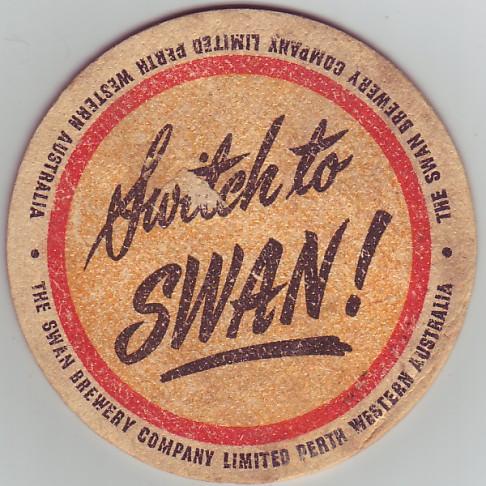 Switch to
SWAN!
THE SWAN BREWERY COMPANY LIMITED PERTH WESTERN AUSTRALIA •
THE SWAN BREWERY COMPANY LIMITED PERTH WESTERN AUSTRALIA •